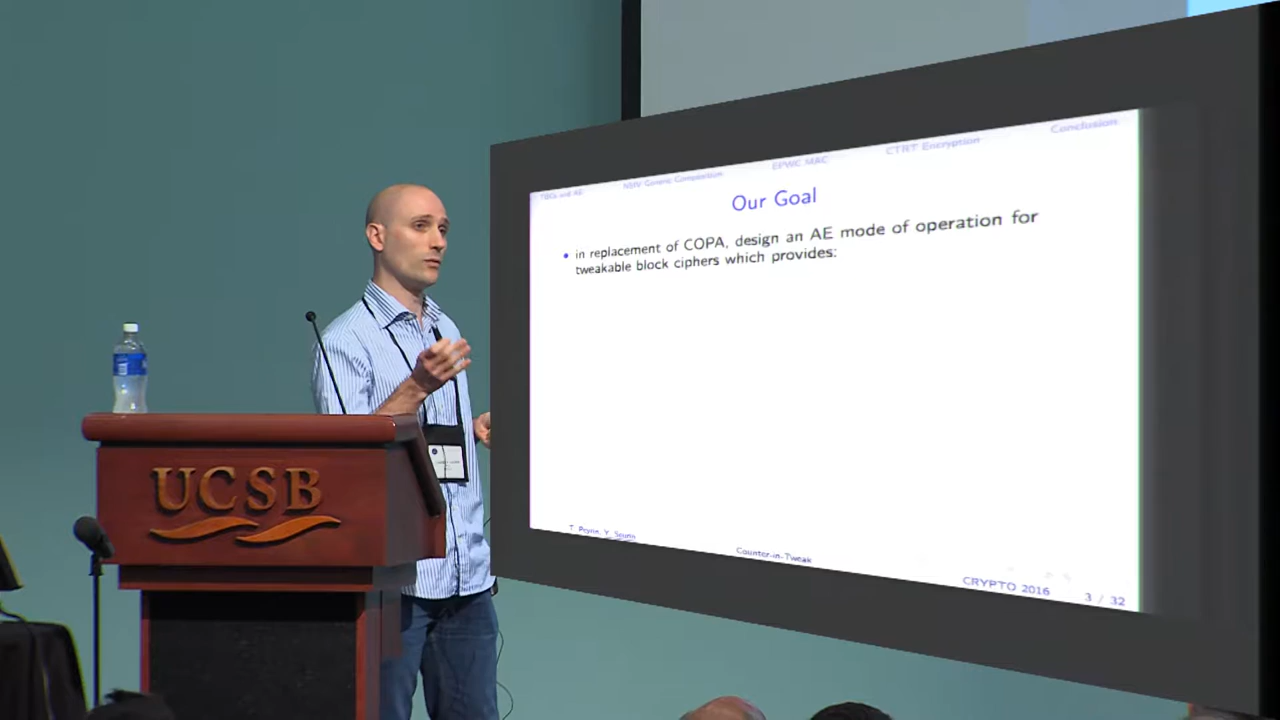 TBCs and AE NSIV Generic Composition EPWC MAC CTRT Encryption Conclusion
Our Goal
• in replacement of COPA, design an AE mode of operation for
tweakable block ciphers which provides:
T. Peyrin, Y. Seurin Counter-in-Tweak CRYPTO 2016 3 / 32
UCSB